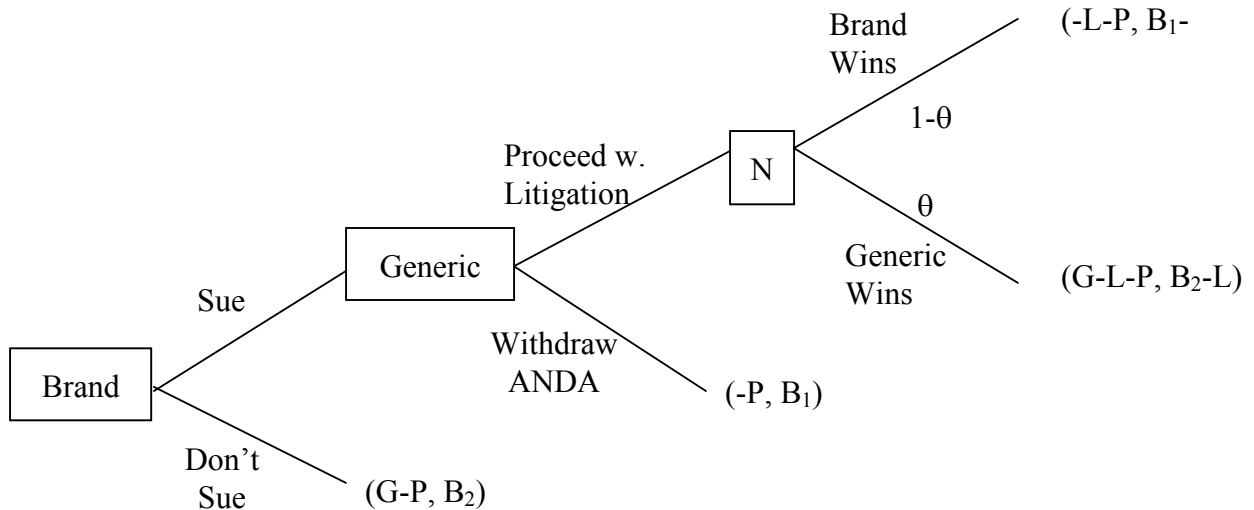 Brand
Wins
(-L-P, B₁-
1-θ
Proceed w.
Litigation
N
θ
Generic
Wins
(G-L-P, B₂-L)
Generic
Sue
Withdraw
ANDA
(-P, B₁)
Brand
Don’t
Sue
(G-P, B₂)